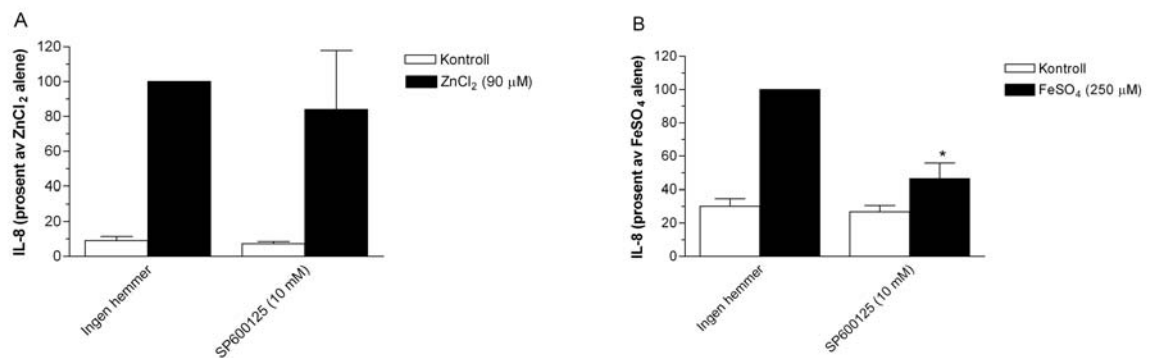 A
IL-8 (prosent av ZnCl₂ alene)
120
100
80
60
40
20
0
Ingen hemmer
SP600125 (10 mM)
Kontroll
ZnCl₂ (90 µM)
B
IL-8 (prosent av FeSO₄ alene)
120
100
80
60
40
20
0
*
Ingen hemmer
SP600125 (10 mM)
Kontroll
FeSO₄ (250 µM)